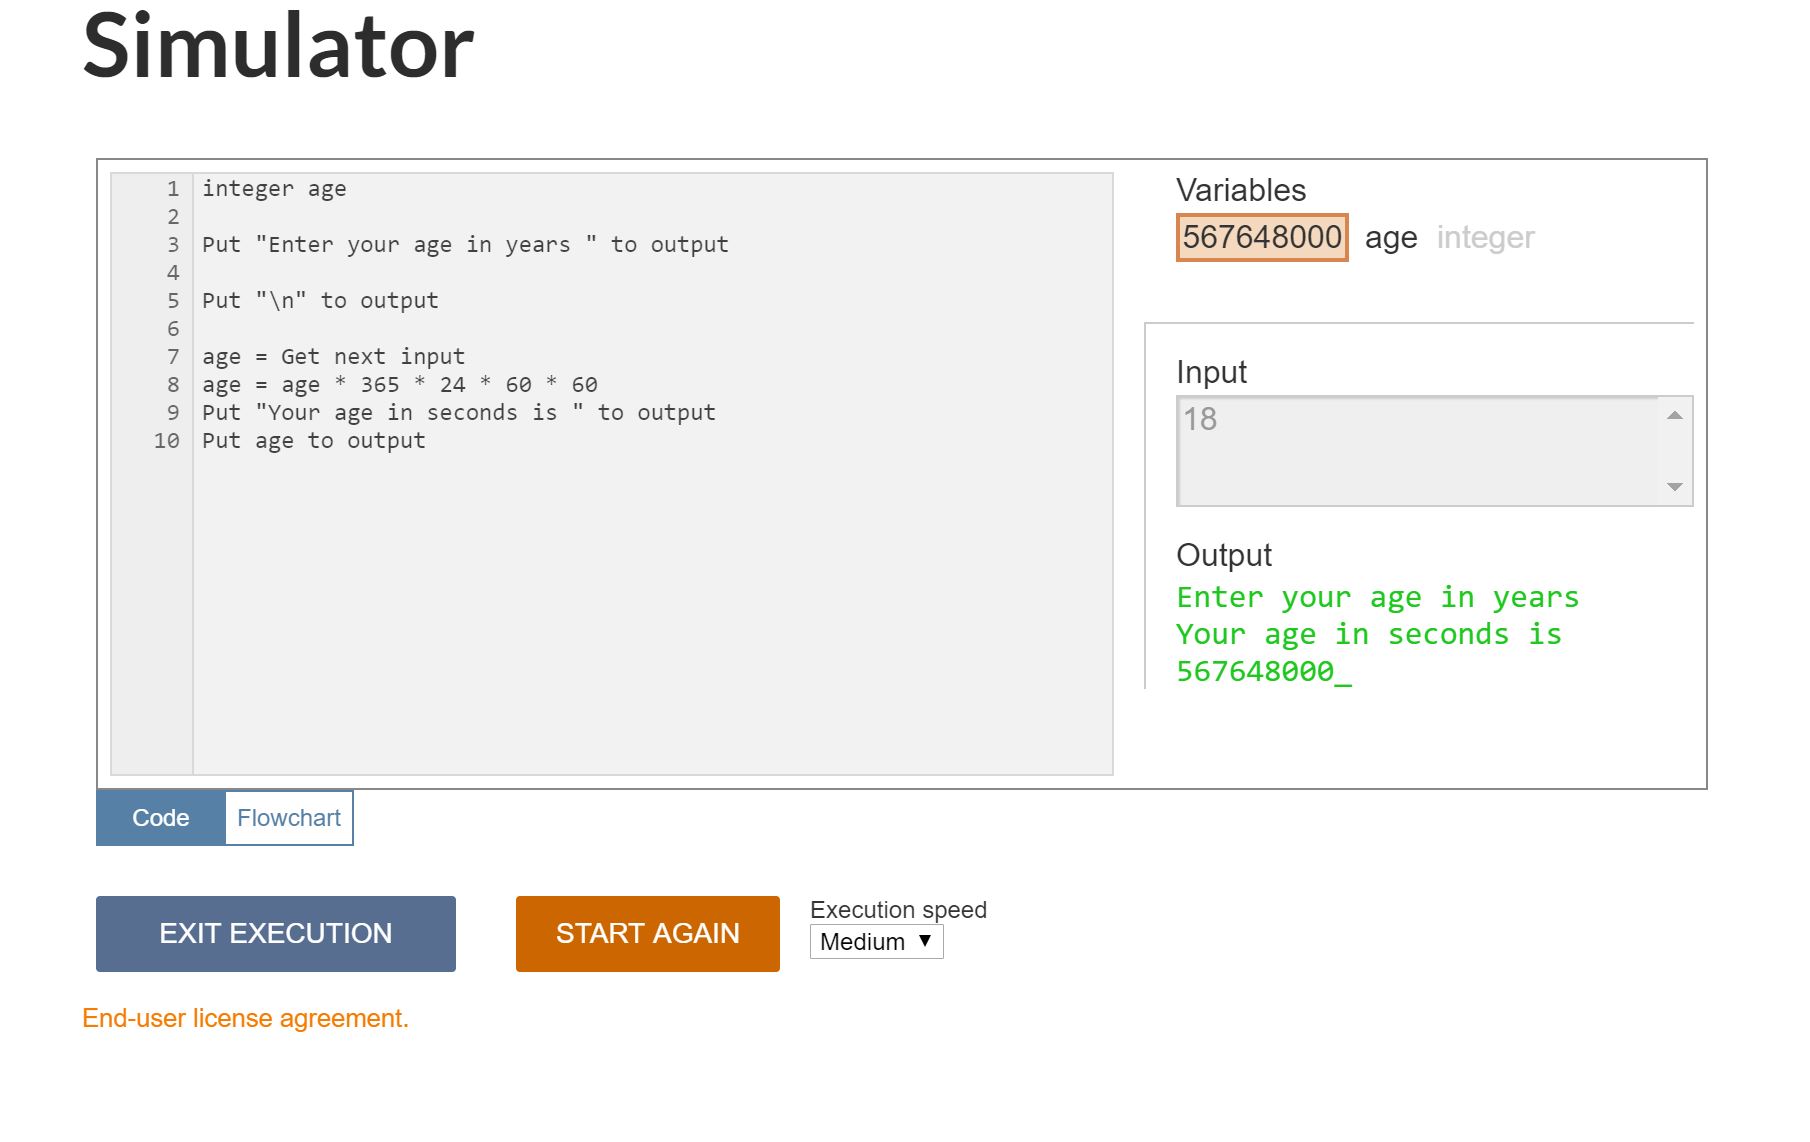 Simulator
1 integer age
2
3 Put "Enter your age in years " to output
4
5 Put "\n" to output
6
7 age = Get next input
8 age = age * 365 * 24 * 60 * 60
9 Put "Your age in seconds is " to output
10 Put age to output
Variables
567648000 age integer
Input
18
Output
Enter your age in years
Your age in seconds is
567648000_
Code Flowchart
EXIT EXECUTION
START AGAIN
Execution speed
Medium ▼
End-user license agreement.